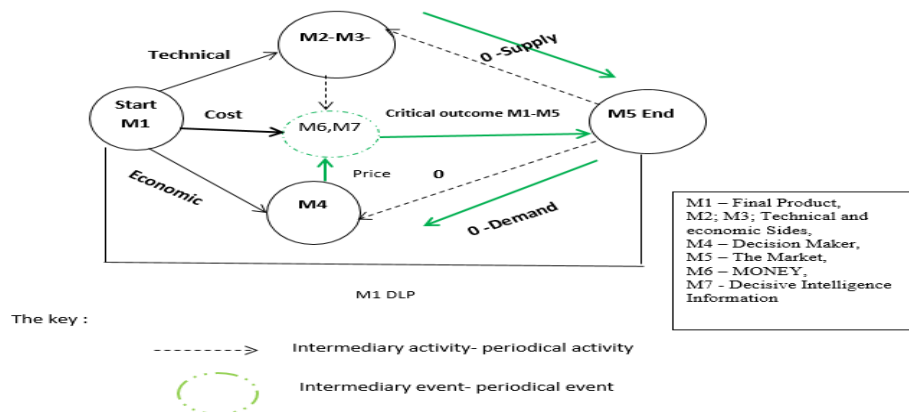 M2-M3-
Technical
0 -Supply
Start
M1
Cost
M6,M7
Critical outcome M1-M5
M5 End
Economic
Price
0
M4
0 -Demand
M1 – Final Product,
M2; M3; Technical and
economic Sides,
M4 – Decision Maker,
M5 – The Market,
M6 – MONEY,
M7 - Decisive Intelligence
Information
M1 DLP
The key :
Intermediary activity- periodical activity
Intermediary event- periodical event